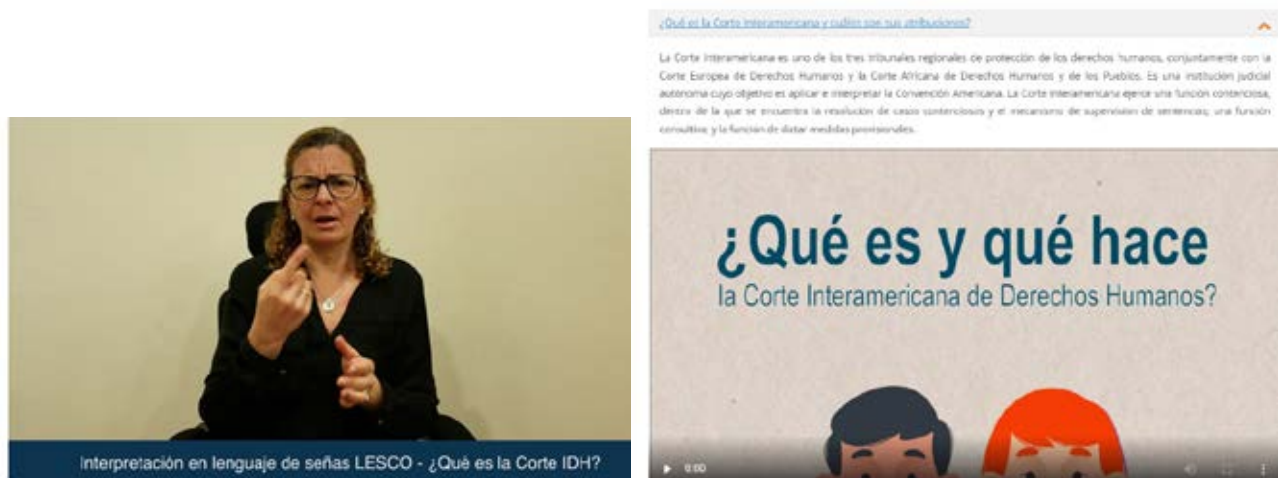 Interpretación en lenguaje de señas LESCO - ¿Qué es la Corte IDH?
¿Qué es la Corte Interamericana y cuáles son sus atribuciones?
La Corte Interamericana es uno de los tres tribunales regionales de protección de los derechos humanos, conjuntamente con la
Corte Europea de Derechos Humanos y la Corte Africana de Derechos Humanos y de los Pueblos. Es una institución judicial
autónoma cuyo objetivo es aplicar e interpretar la Convención Americana. La Corte Interamericana ejerce una función contenciosa,
dentro de la que se encuentra la resolución de casos contenciosos y el mecanismo de supervisión de sentencias; una función
consultiva; y la función de dictar medidas provisionales.
¿Qué es y qué hace
la Corte Interamericana de Derechos Humanos?
0:00